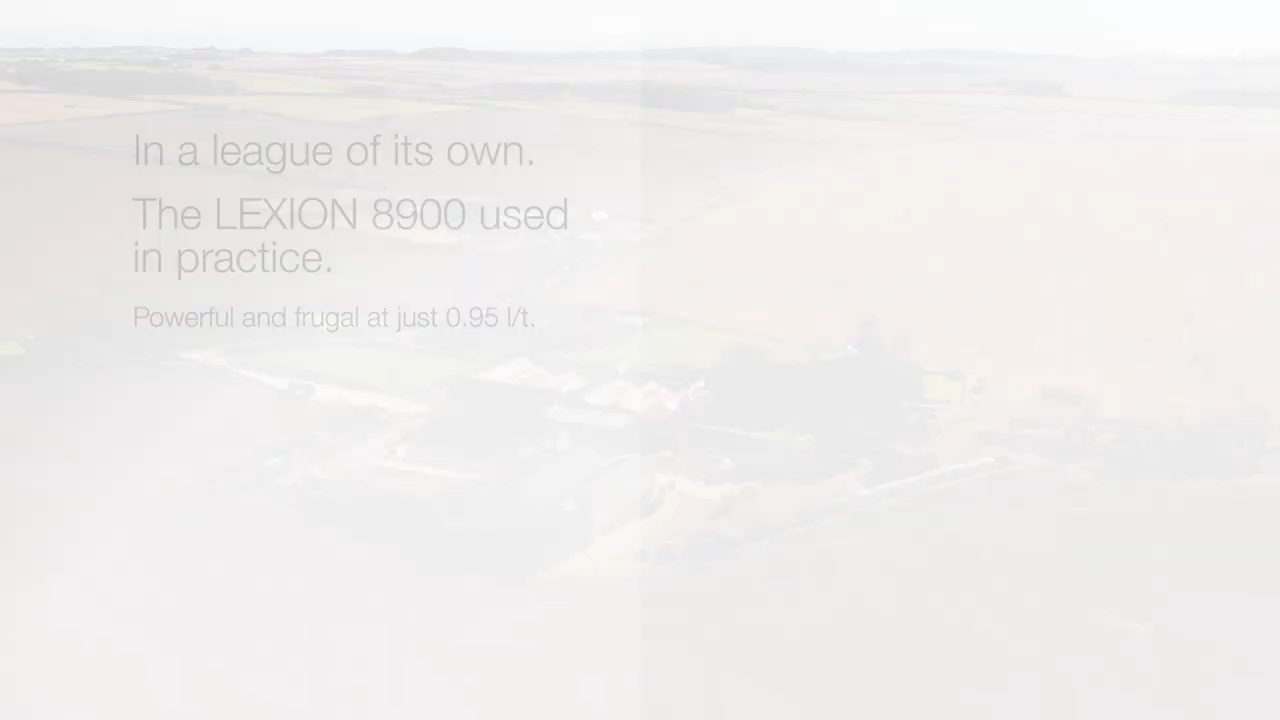 In a league of its own.
The LEXION 8900 used
in practice.
Powerful and frugal at just 0.95 l/t.